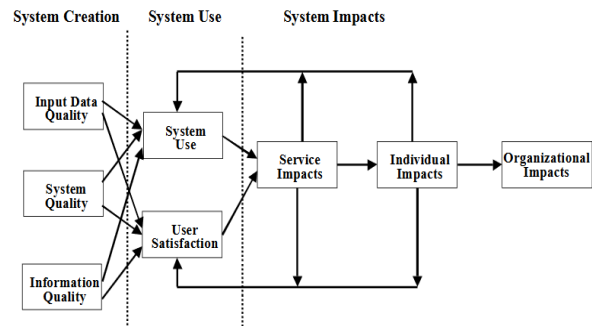 System Creation
System Use
System Impacts
Input Data
Quality
System
Quality
Information
Quality
System
Use
User
Satisfaction
Service
Impacts
Individual
Impacts
Organizational
Impacts